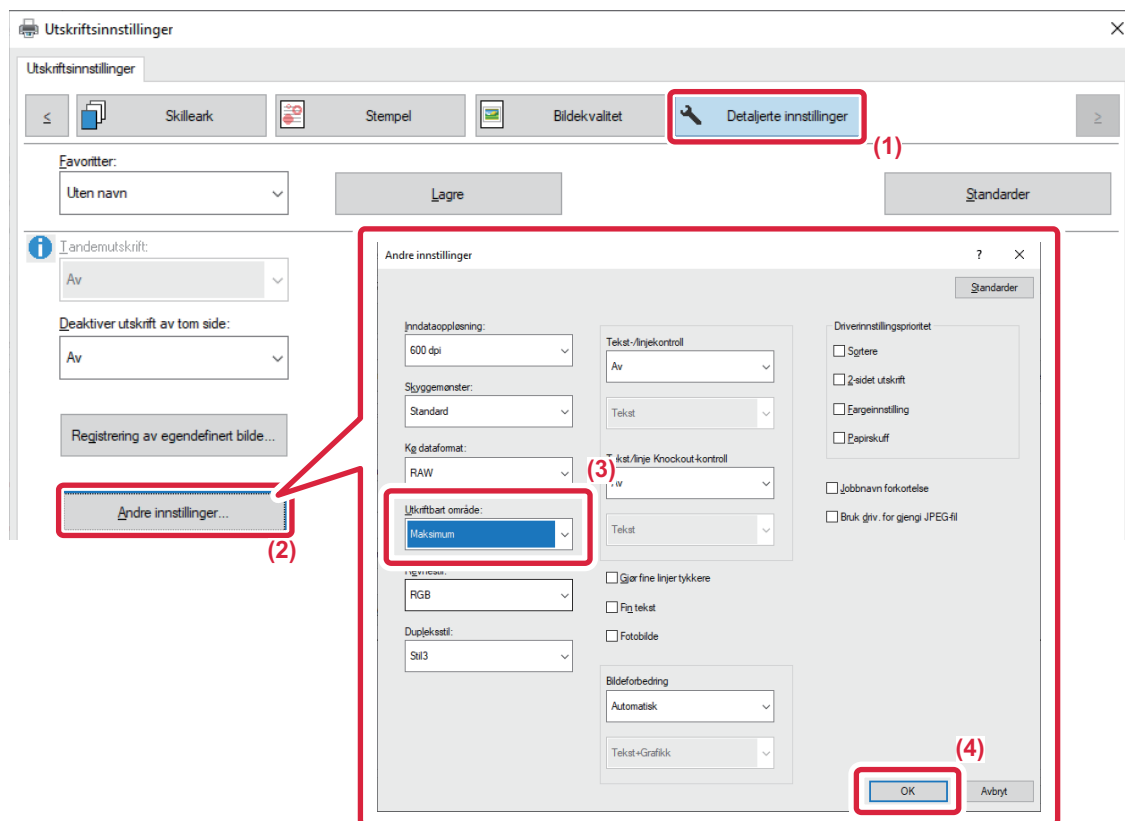 Utskriftsinnstillinger
Utskriftsinnstillinger
< Skilleark Stempel Bildekvalitet Detaljerte innstillinger >
(1)
Favoritter:
Uten navn Lagre Standarder
Tandemutskrift:
Av
Deaktiver utskrift av tom side:
Av
Registrering av egendefinert bilde...
Andre innstillinger...
(2)
Andre innstillinger ? ×
Standarder
Inndataoppløsning:
600 dpi
Skyggemønster:
Standard
Kø dataformat:
RAW
(3)
Utkriftbart område:
Maksimum
RGB
Dupleksstil:
Stil3
Tekst-/linjekontroll
Av
Tekst
Tekst/linje Knockout-kontroll
Av
Tekst
Gjør fine linjer tykkere
Fin tekst
Fotobilde
Bildeforbedring
Automatisk
Tekst+Grafikk
Driverinnstillingsprioritet
Sortere
2-sidet utskrift
Fargeinnstilling
Papirskuff
Jobbnavn forkortelse
Bruk driv. for gjengi JPEG-fil
(4)
OK Avbryt